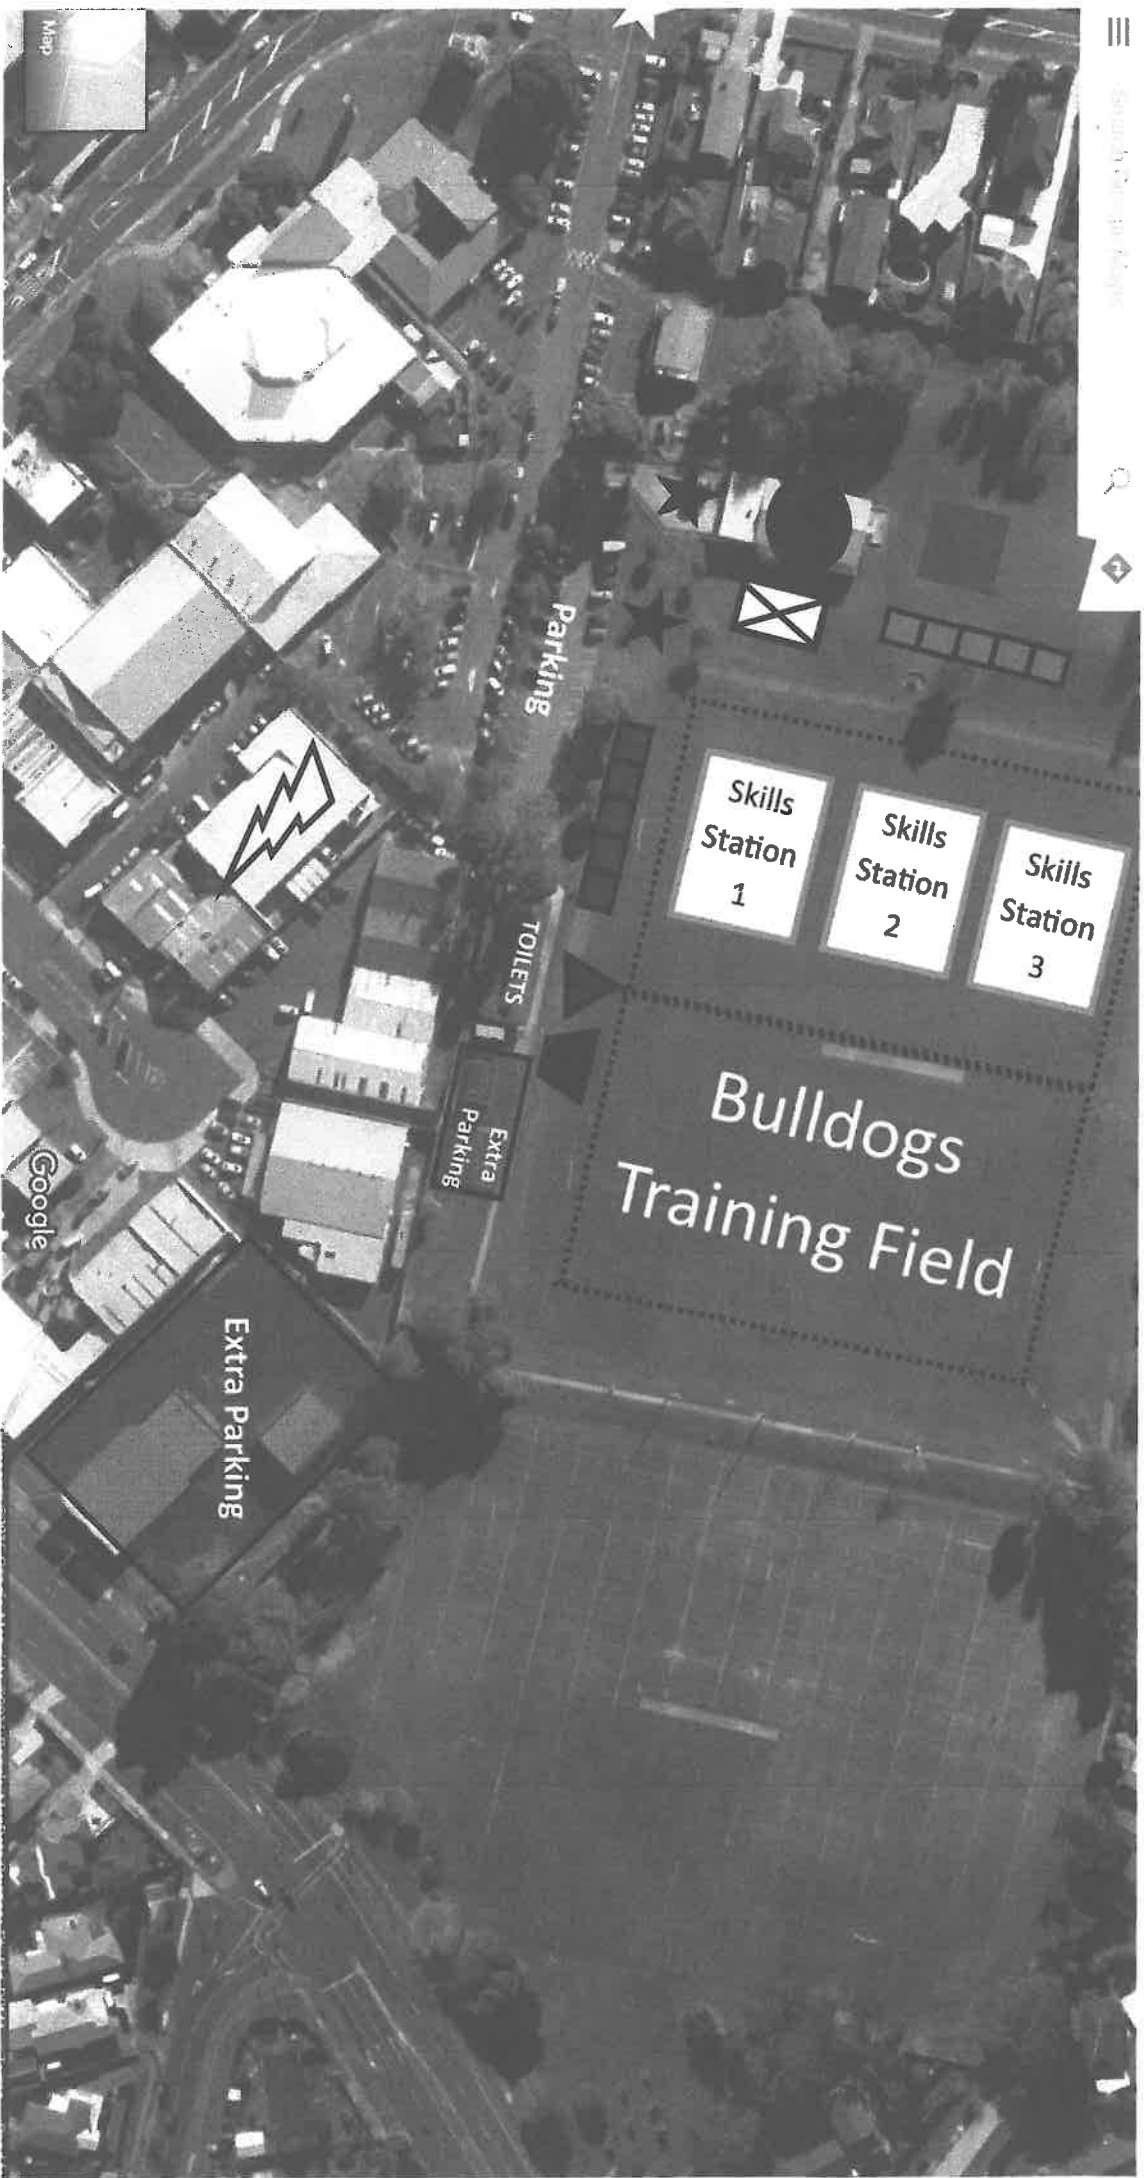 Skills
Station
1
Skills
Station
2
Skills
Station
3
Bulldogs
Training Field
Parking
TOILETS
Extra
Parking
Extra Parking
Map
Google